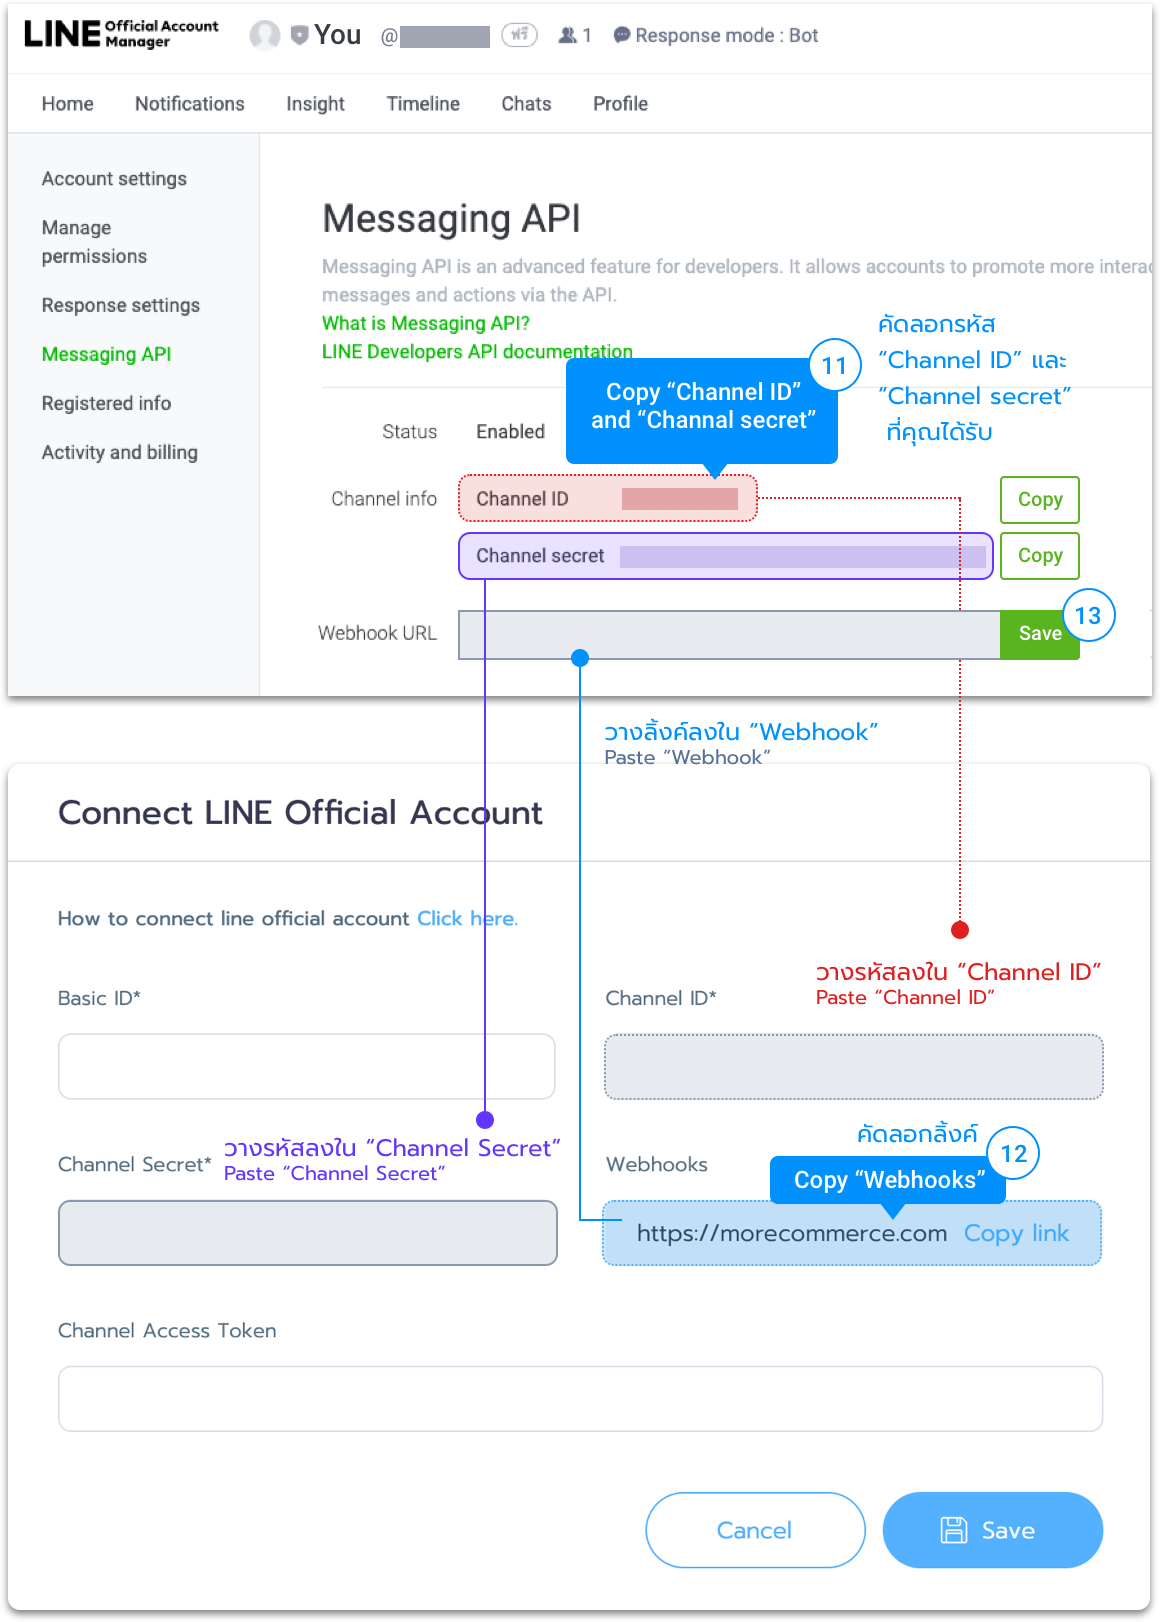 LINE Official Account Manager
You @ ฟรี 1 Response mode : Bot
Home Notifications Insight Timeline Chats Profile
Account settings
Manage
permissions
Response settings
Messaging API
Registered info
Activity and billing
Messaging API
Messaging API is an advanced feature for developers. It allows accounts to promote more interac
messages and actions via the API.
What is Messaging API?
LINE Developers API documentation
11
คัดลอกรหัส
“Channel ID” และ
“Channel secret”
ที่คุณได้รับ
Copy “Channel ID”
and “Channal secret”
Status Enabled
Channel info Channel ID Copy
Channel secret Copy
Webhook URL Save 13
วางลิ้งค์ลงใน “Webhook”
Paste “Webhook”
Connect LINE Official Account
How to connect line official account Click here.
วางรหัสลงใน “Channel ID”
Paste “Channel ID”
Basic ID* Channel ID*
วางรหัสลงใน “Channel Secret”
Paste “Channel Secret”
Channel Secret*
คัดลอกลิ้งค์
12
Webhooks
Copy “Webhooks”
https://morecommerce.com Copy link
Channel Access Token
Cancel Save